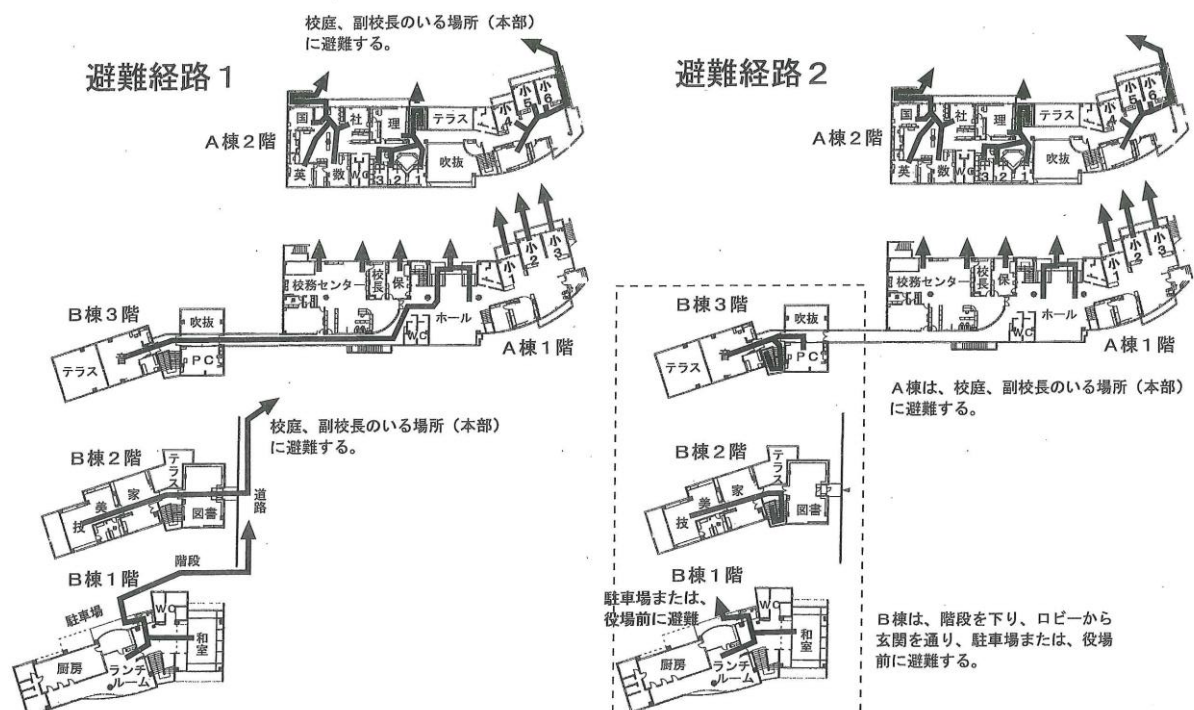 校庭、副校長のいる場所（本部）
に避難する。
避難経路１
A棟２階
国
社
理
テラス
小4
小5
小6
英
数
WC
3
2
1
吹抜
校務センター
校長
保
ホール
小1
小2
小3
WC
A棟１階
B棟３階
吹抜
テラス
音
PC
校庭、副校長のいる場所（本部）
に避難する。
B棟２階
テラス
技
美
家
図書
道路
階段
B棟１階
駐車場
WC
和室
厨房
ランチ
ルーム
避難経路２
A棟２階
国
社
理
テラス
小4
小5
小6
英
数
WC
3
2
1
吹抜
校務センター
校長
保
ホール
小1
小2
小3
WC
A棟１階
B棟３階
吹抜
テラス
音
PC
A棟は、校庭、副校長のいる場所（本部）
に避難する。
B棟２階
テラス
技
美
家
図書
B棟１階
駐車場または、
役場前に避難
WC
和室
厨房
ランチ
ルーム
B棟は、階段を下り、ロビーから
玄関を通り、駐車場または、役場
前に避難する。